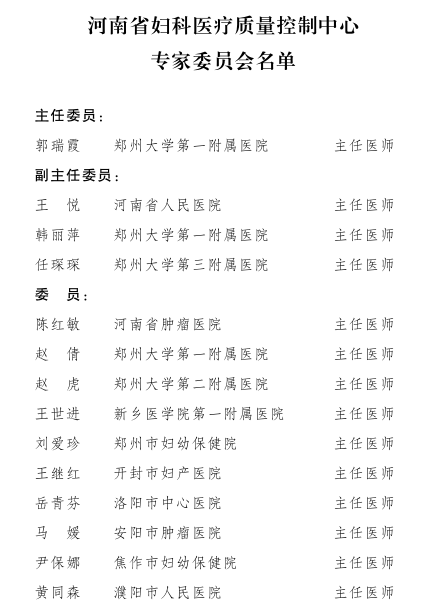 河南省妇科医疗质量控制中心
专家委员会名单
主任委员：
郭瑞霞 郑州大学第一附属医院 主任医师
副主任委员：
王 悦 河南省人民医院 主任医师
韩丽萍 郑州大学第一附属医院 主任医师
任琛琛 郑州大学第三附属医院 主任医师
委 员：
陈红敏 河南省肿瘤医院 主任医师
赵 倩 郑州大学第一附属医院 主任医师
赵 虎 郑州大学第二附属医院 主任医师
王世进 新乡医学院第一附属医院 主任医师
刘爱珍 郑州市妇幼保健院 主任医师
王继红 开封市妇产医院 主任医师
岳青芬 洛阳市中心医院 主任医师
马 媛 安阳市肿瘤医院 主任医师
尹保娜 焦作市妇幼保健院 主任医师
黄同森 濮阳市人民医院 主任医师